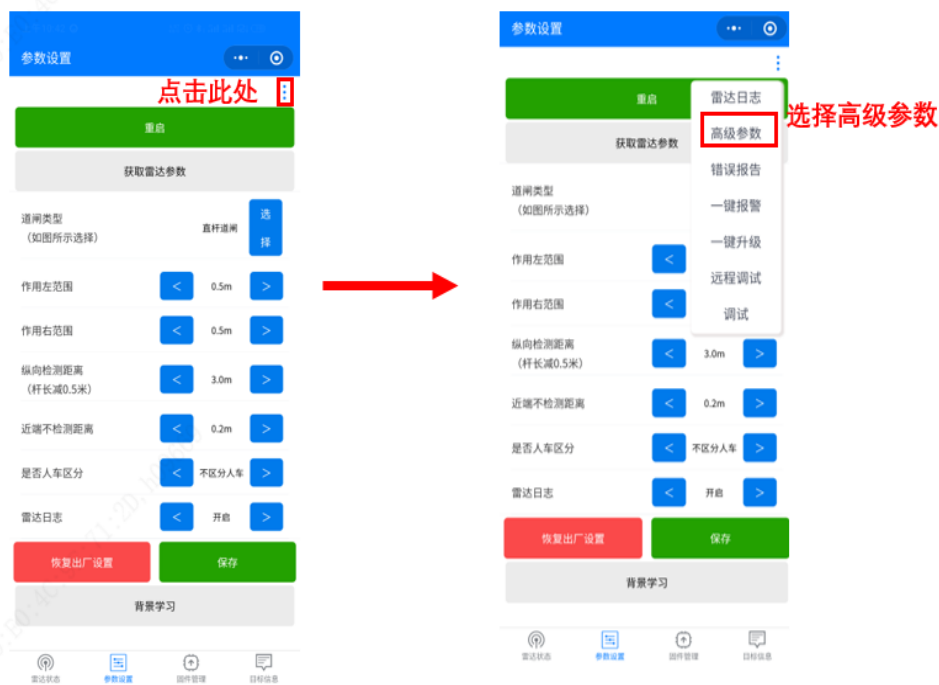 参数设置
点击此处
重启
获取雷达参数
道闸类型
（如图所示选择）
直杆道闸
选
择
作用左范围
<
0.5m
>
作用右范围
<
0.5m
>
纵向检测距离
（杆长减0.5米）
<
3.0m
>
近端不检测距离
<
0.2m
>
是否人车区分
<
不区分人车
>
雷达日志
<
开启
>
恢复出厂设置
保存
背景学习
雷达状态
参数设置
固件管理
目标信息
参数设置
重启
获取雷达参数
雷达日志
高级参数
错误报告
一键报警
一键升级
远程调试
调试
选择高级参数
道闸类型
（如图所示选择）
作用左范围
<
作用右范围
<
纵向检测距离
（杆长减0.5米）
<
3.0m
>
近端不检测距离
<
0.2m
>
是否人车区分
<
不区分人车
>
雷达日志
<
开启
>
恢复出厂设置
保存
背景学习
雷达状态
参数设置
固件管理
目标信息